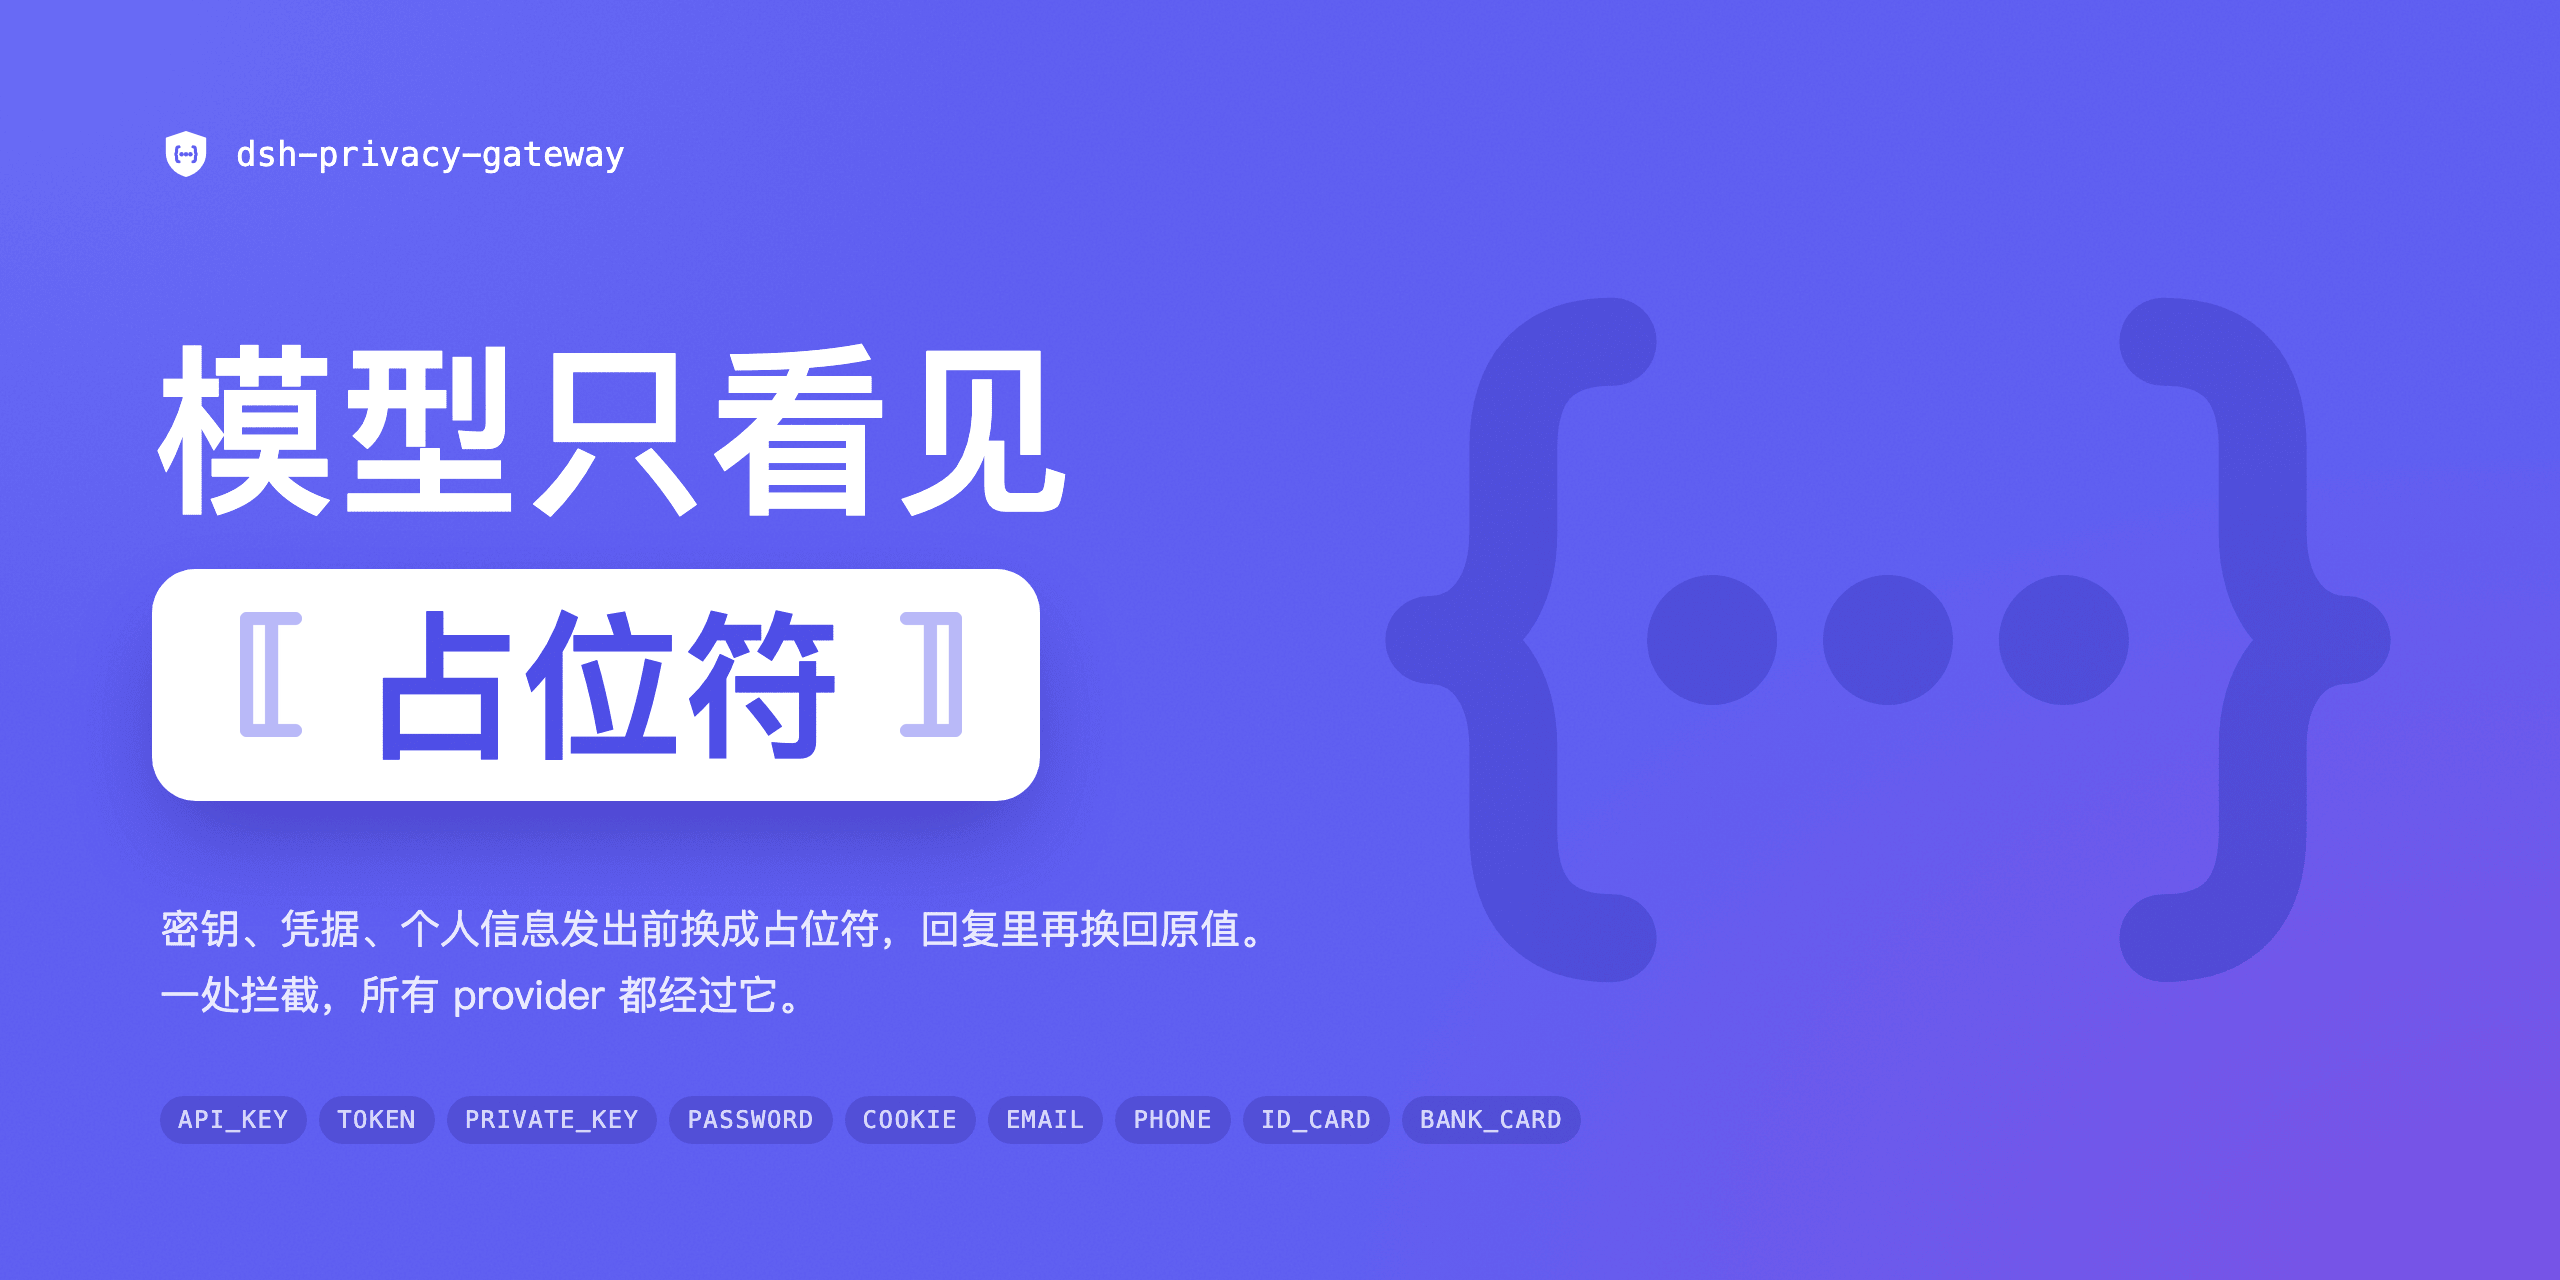 dsh-privacy-gateway
模型只看见
〚占位符〛
密钥、凭据、个人信息发出前换成占位符，回复里再换回原值。
一处拦截，所有 provider 都经过它。
API_KEY TOKEN PRIVATE_KEY PASSWORD COOKIE EMAIL PHONE ID_CARD BANK_CARD